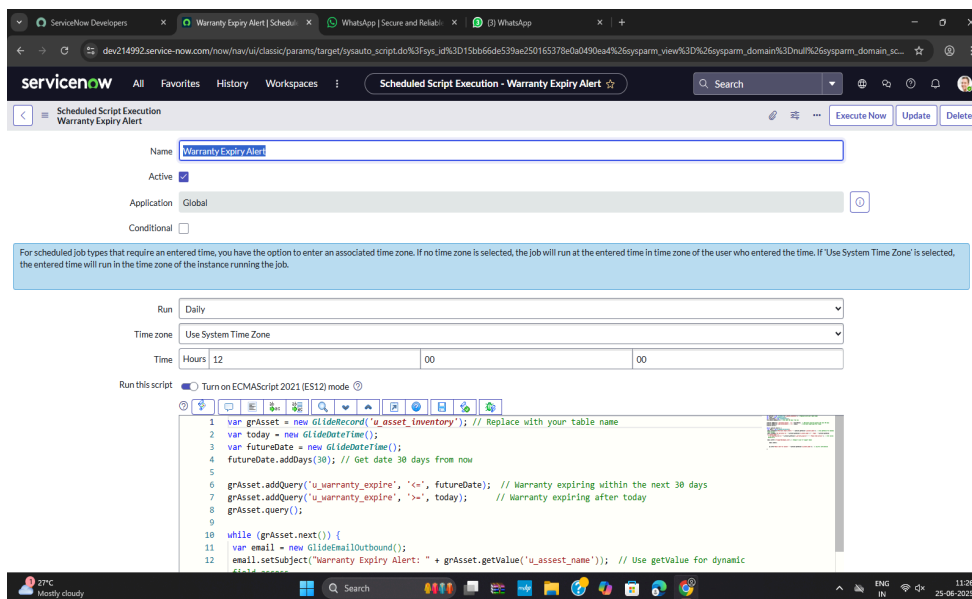 ServiceNow Developers
Warranty Expiry Alert | Schedul
WhatsApp | Secure and Reliabl
(3) WhatsApp
dev214992.service-now.com/now/nav/ui/classic/params/target/sysauto_script.do%3Fsys_id%3D15bb66de539ae250165378e0a0490ea4%26sysparm_view%3D%26sysparm_domain%3Dnull%26sysparm_domain_sc...
servicenow All Favorites History Workspaces Scheduled Script Execution - Warranty Expiry Alert Search
Scheduled Script Execution
Warranty Expiry Alert
Execute Now Update Delete
Name Warranty Expiry Alert
Active
Application Global
Conditional
For scheduled job types that require an entered time, you have the option to enter an associated time zone. If no time zone is selected, the job will run at the entered time in time zone of the user who entered the time. If 'Use System Time Zone' is selected,
the entered time will run in the time zone of the instance running the job.
Run Daily
Time zone Use System Time Zone
Time Hours 12 00 00
Run this script Turn on ECMAScript 2021 (ES12) mode
1 var grAsset = new GlideRecord('u_asset_inventory'); // Replace with your table name
2 var today = new GlideDateTime();
3 var futureDate = new GlideDateTime();
4 futureDate.addDays(30); // Get date 30 days from now
5
6 grAsset.addQuery('u_warranty_expire', '<=', futureDate); // Warranty expiring within the next 30 days
7 grAsset.addQuery('u_warranty_expire', '>=', today); // Warranty expiring after today
8 grAsset.query();
9
10 while (grAsset.next()) {
11 var email = new GlideEmailOutbound();
12 email.setSubject("Warranty Expiry Alert: " + grAsset.getValue('u_assest_name')); // Use getValue for dynamic
field access
1
27°C
Mostly cloudy
Search
ENG
IN
11:26
25-06-2025